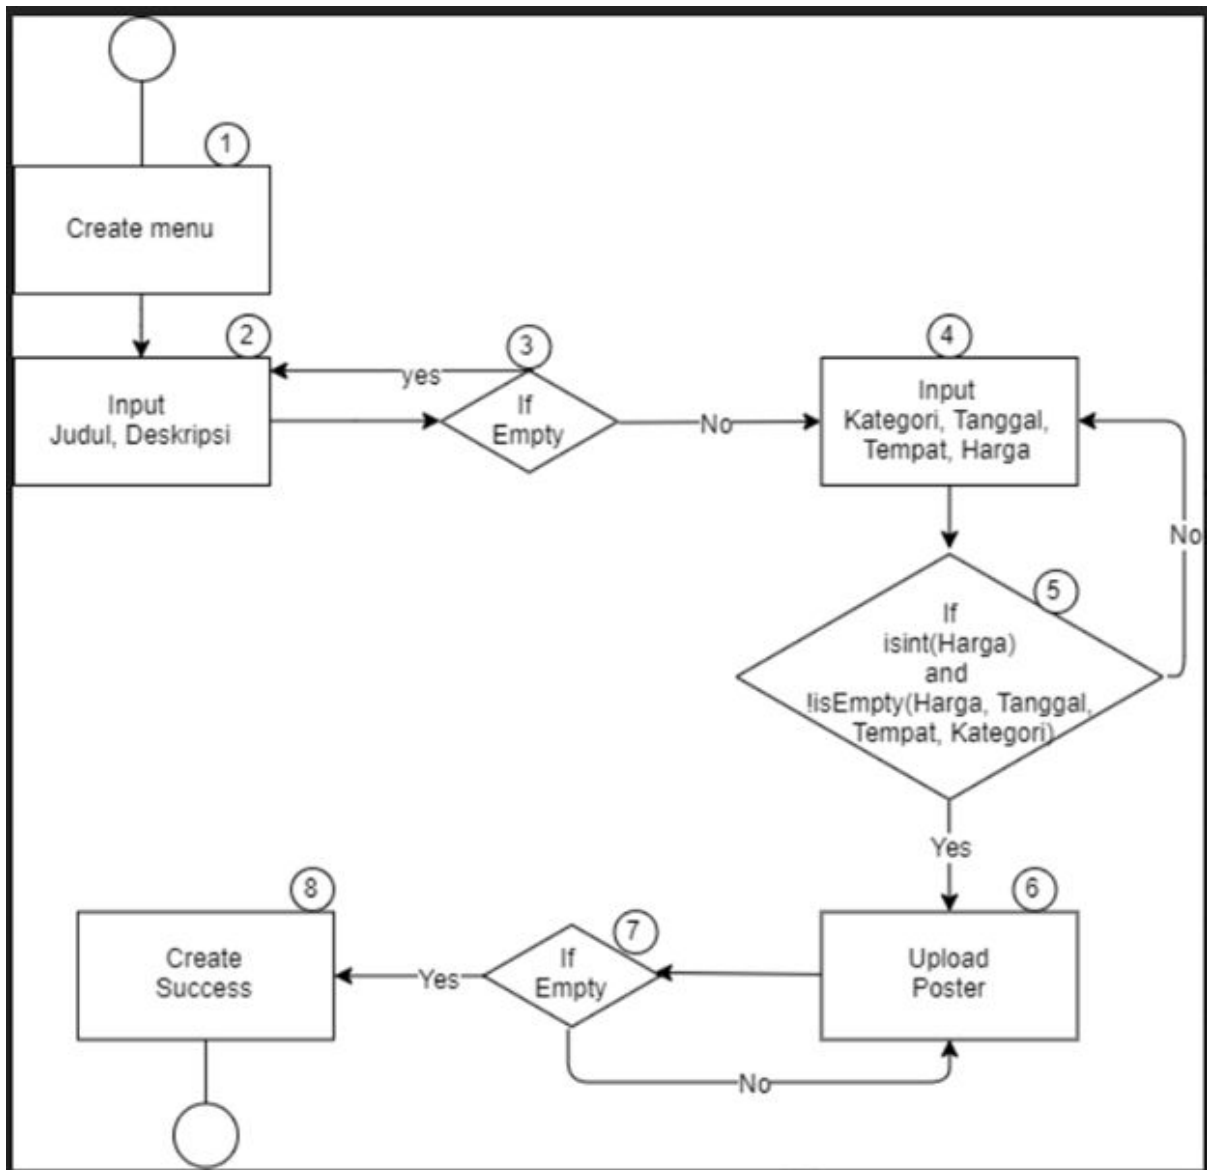 1
Create menu
2
Input
Judul, Deskripsi
yes
3
If
Empty
No
4
Input
Kategori, Tanggal,
Tempat, Harga
No
5
If
isint(Harga)
and
!isEmpty(Harga, Tanggal,
Tempat, Kategori)
Yes
6
Upload
Poster
7
If
Empty
No
Yes
8
Create
Success